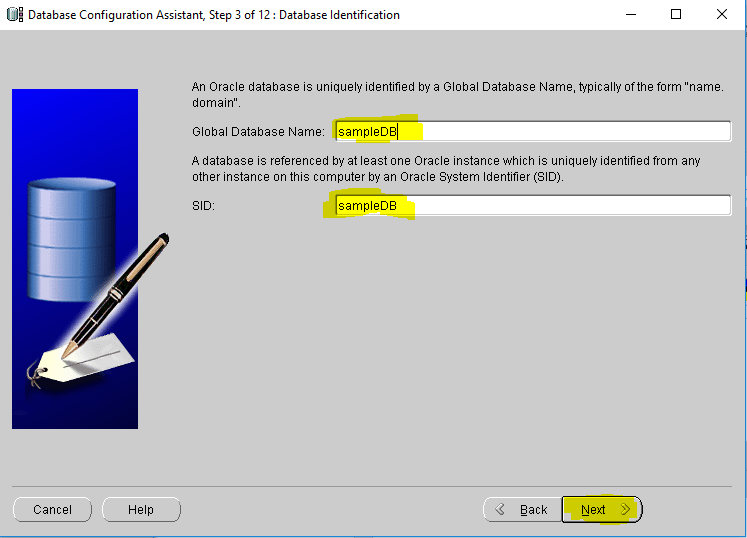 Database Configuration Assistant, Step 3 of 12 : Database Identification
An Oracle database is uniquely identified by a Global Database Name, typically of the form "name.
domain".
Global Database Name: sampleDB
A database is referenced by at least one Oracle instance which is uniquely identified from any
other instance on this computer by an Oracle System Identifier (SID).
SID: sampleDB
Cancel Help Back Next